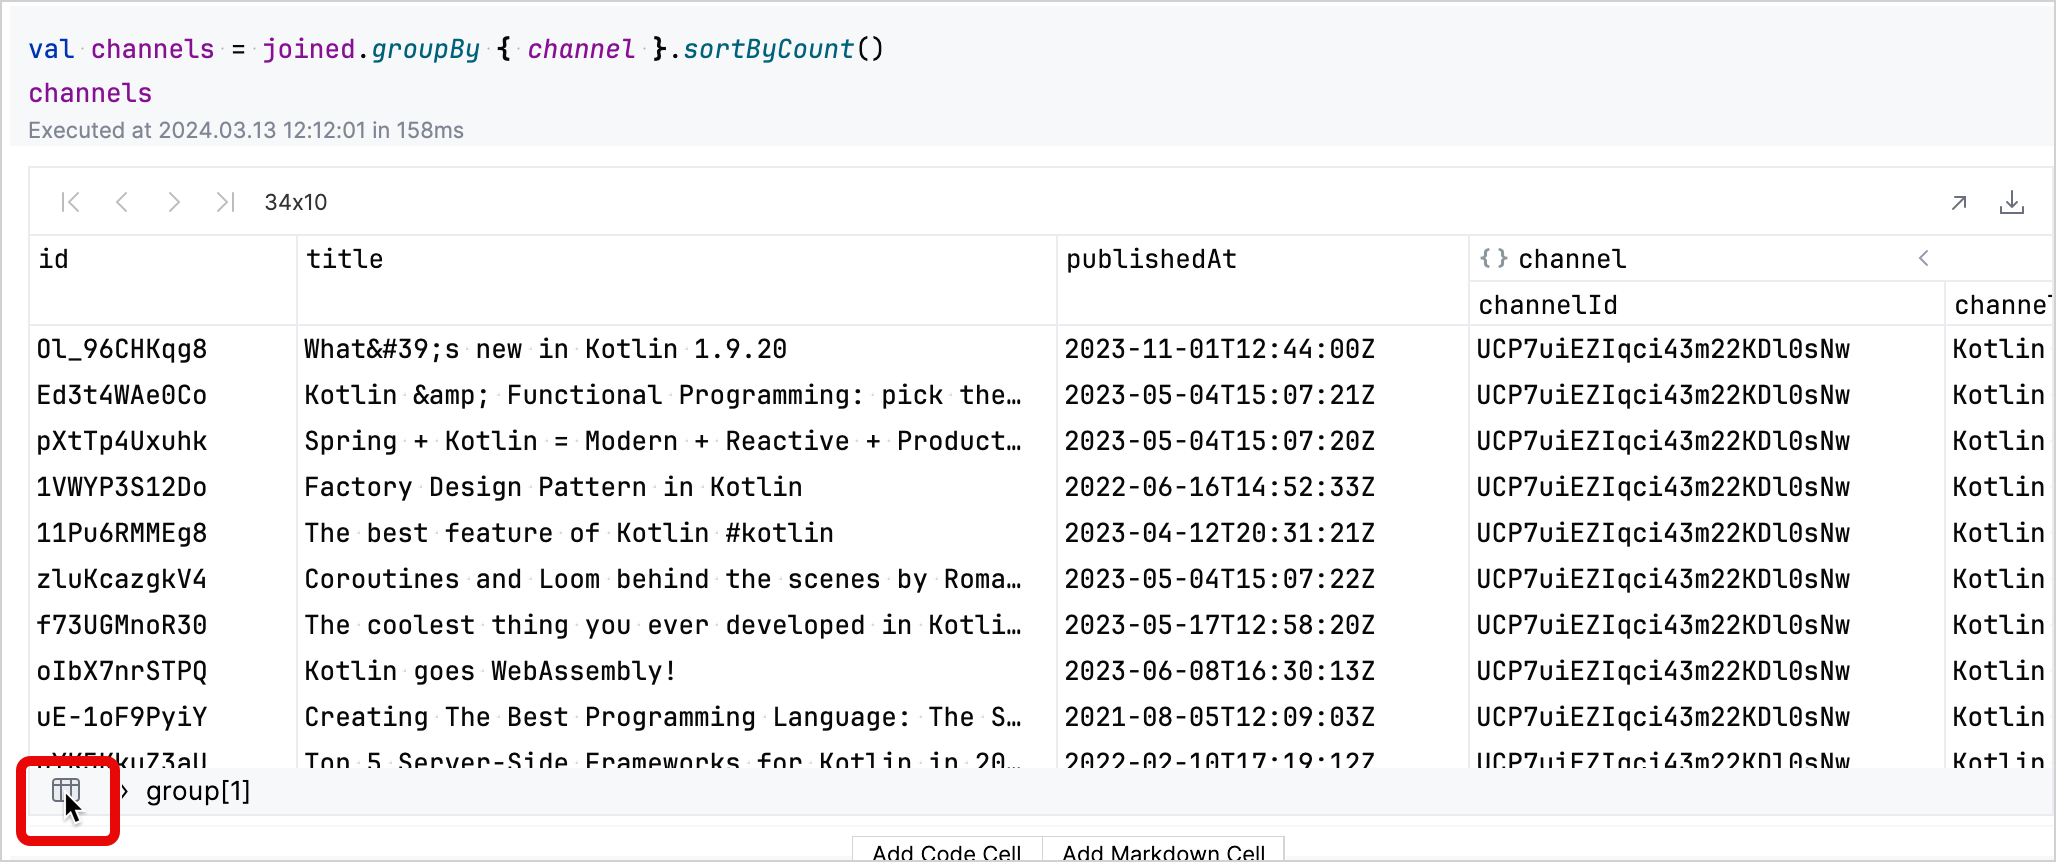 val channels = joined.groupBy { channel }.sortByCount()
channels
Executed at 2024.03.13 12:12:01 in 158ms
34x10
id title publishedAt {} channel
channelId channel
Ol_96CHKqg8 What&#39;s new in Kotlin 1.9.20 2023-11-01T12:44:00Z UCP7uiEZIqci43m22KDl0sNw Kotlin
Ed3t4WAe0Co Kotlin &amp; Functional Programming: pick the… 2023-05-04T15:07:21Z UCP7uiEZIqci43m22KDl0sNw Kotlin
pXtTp4Uxuhk Spring + Kotlin = Modern + Reactive + Product… 2023-05-04T15:07:20Z UCP7uiEZIqci43m22KDl0sNw Kotlin
1VWYP3S12Do Factory Design Pattern in Kotlin 2022-06-16T14:52:33Z UCP7uiEZIqci43m22KDl0sNw Kotlin
11Pu6RMMEg8 The best feature of Kotlin #kotlin 2023-04-12T20:31:21Z UCP7uiEZIqci43m22KDl0sNw Kotlin
zluKcazgkV4 Coroutines and Loom behind the scenes by Roma… 2023-05-04T15:07:22Z UCP7uiEZIqci43m22KDl0sNw Kotlin
f73UGMnoR30 The coolest thing you ever developed in Kotli… 2023-05-17T12:58:20Z UCP7uiEZIqci43m22KDl0sNw Kotlin
oIbX7nrSTPQ Kotlin goes WebAssembly! 2023-06-08T16:30:13Z UCP7uiEZIqci43m22KDl0sNw Kotlin
uE-1oF9PyiY Creating The Best Programming Language: The S… 2021-08-05T12:09:03Z UCP7uiEZIqci43m22KDl0sNw Kotlin
Top 5 Server-Side Frameworks for Kotlin in 20… 2022-02-10T17:19:12Z UCP7uiEZIqci43m22KDl0sNw Kotlin
group[1]
Add Code Cell Add Markdown Cell